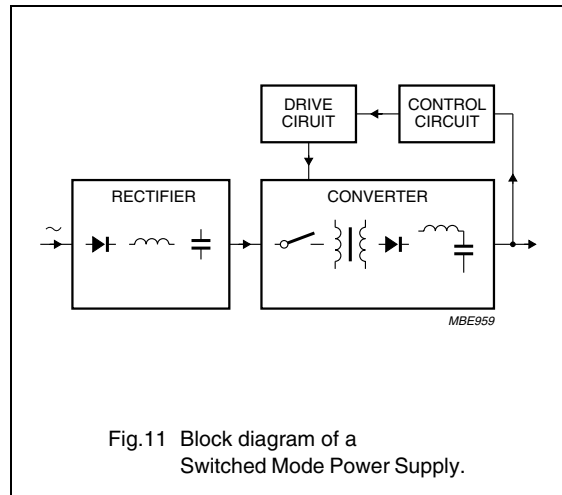 DRIVE
CIRUIT
CONTROL
CIRCUIT
RECTIFIER
CONVERTER
~
MBE959
Fig.11 Block diagram of a
Switched Mode Power Supply.